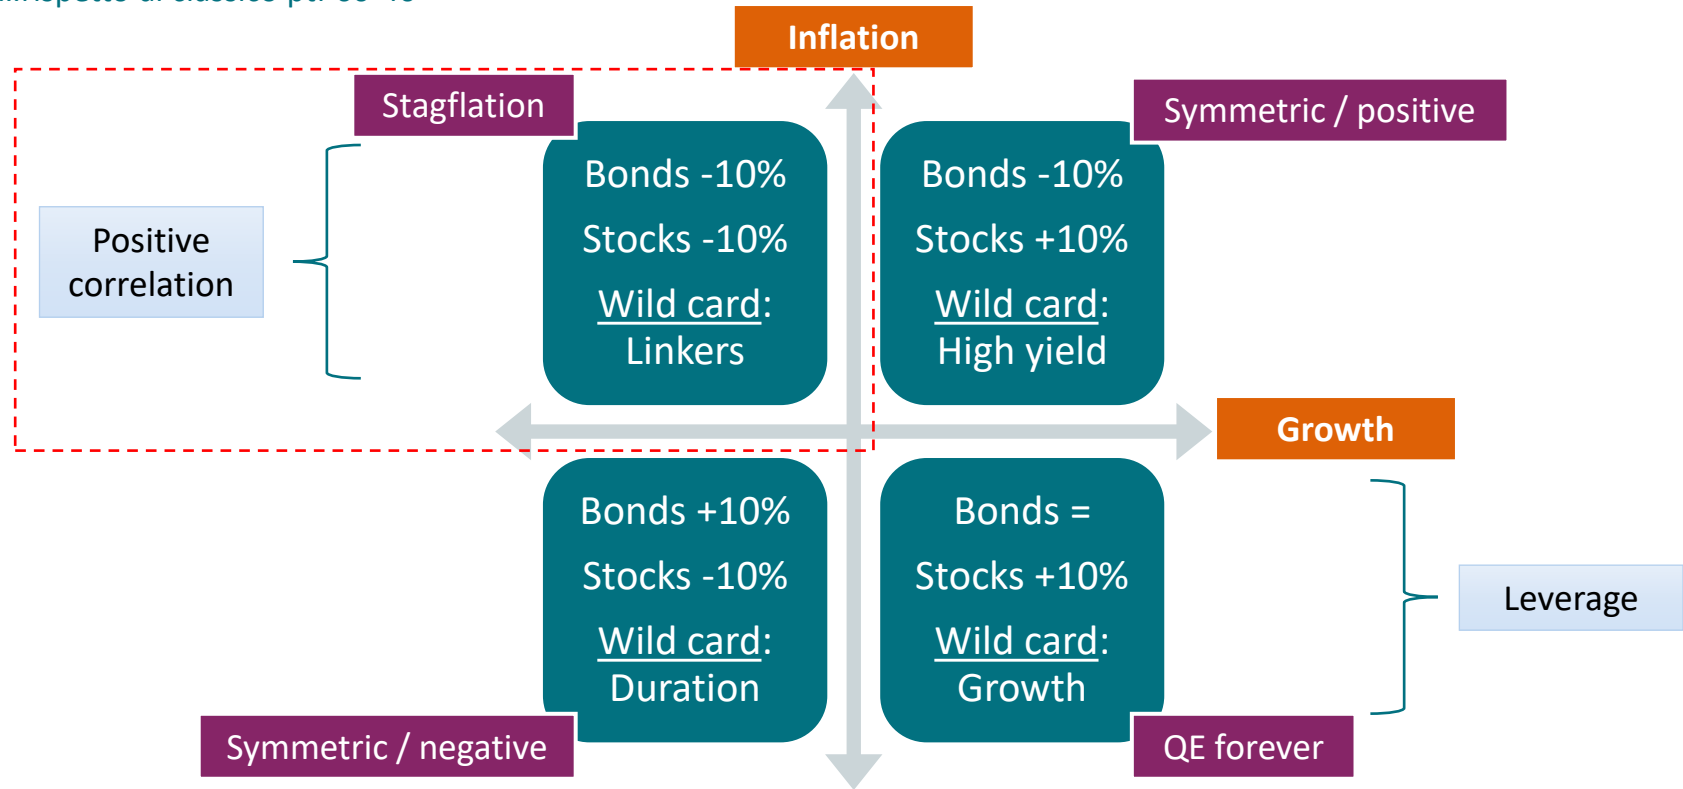 Inflation
Stagflation
Symmetric / positive
Bonds -10%
Stocks -10%
Wild card:
Linkers
Bonds -10%
Stocks +10%
Wild card:
High yield
Positive
correlation
Growth
Bonds +10%
Stocks -10%
Wild card:
Duration
Bonds =
Stocks +10%
Wild card:
Growth
Leverage
Symmetric / negative
QE forever